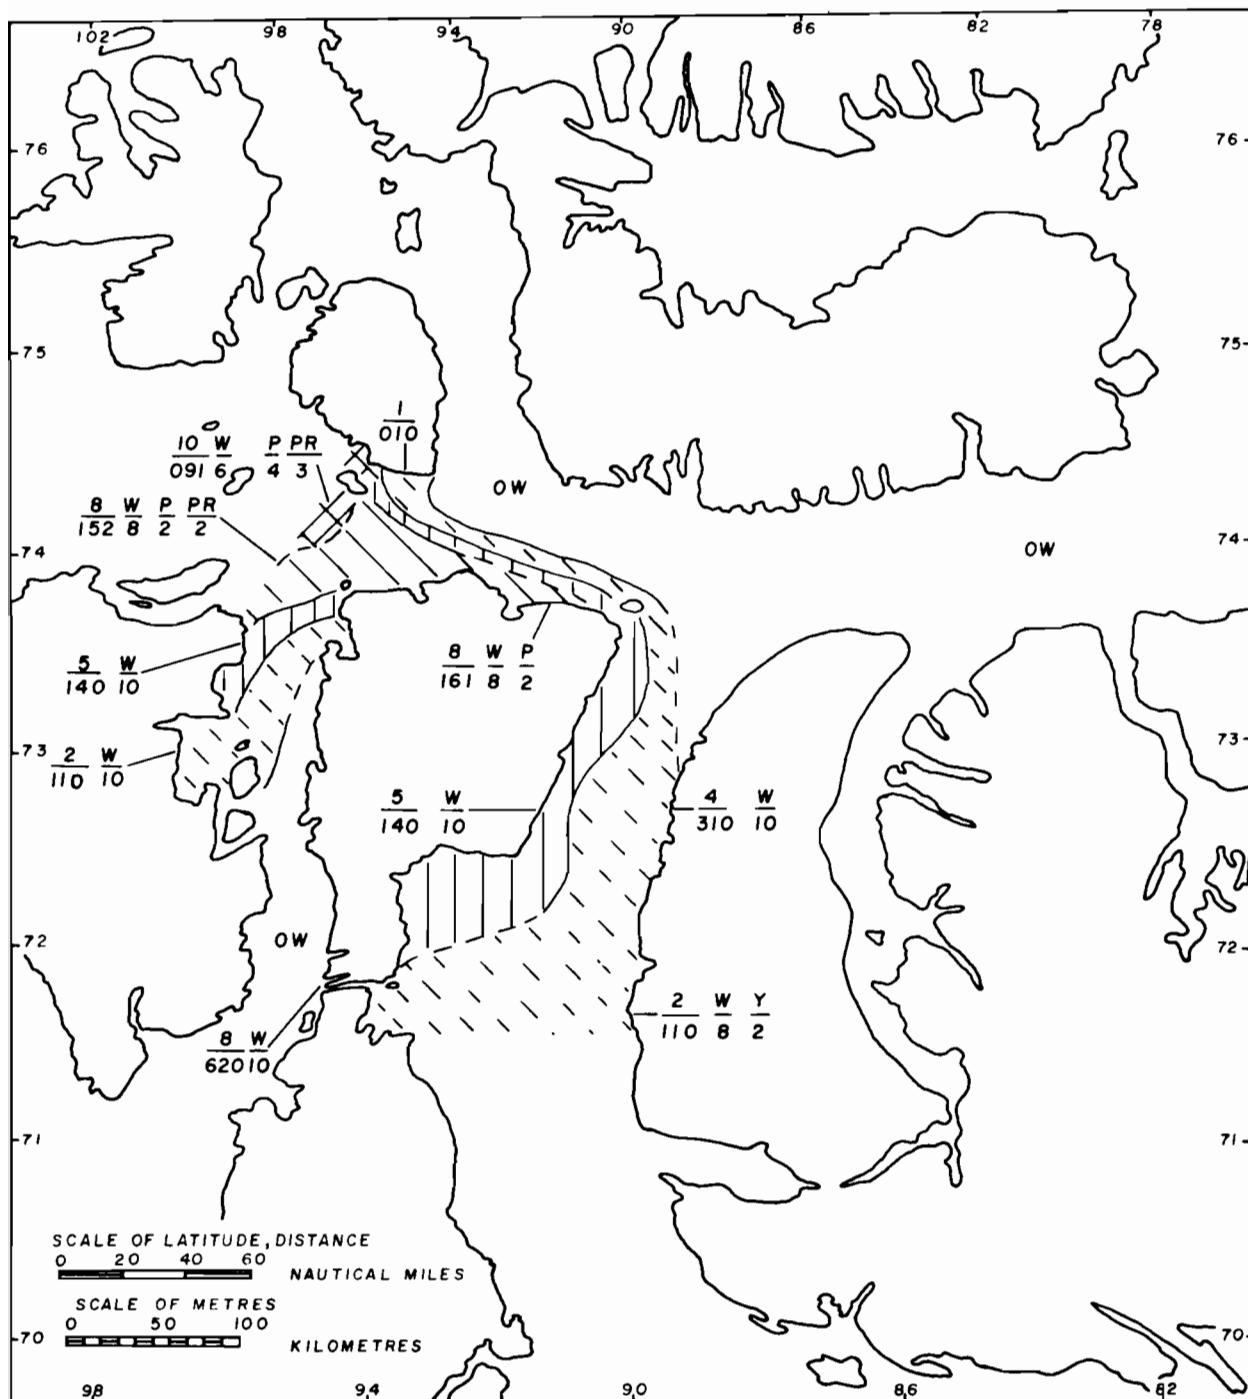 102 98 94 90 86 82 78
76 76
75 75
1
010
10 W P PR
091 6 4 3
OW
8 W P PR
152 8 2 2
74 74
OW
8 W P
161 8 2
5 W
140 10
2 W
110 10
73 73
5 W
140 10
4 W
310 10
OW
72 72
2 W Y
110 8 2
8 W
620 10
71 71
SCALE OF LATITUDE, DISTANCE
0 20 40 60
NAUTICAL MILES
SCALE OF METRES
0 50 100
KILOMETRES
70 70
98 94 90 86 82